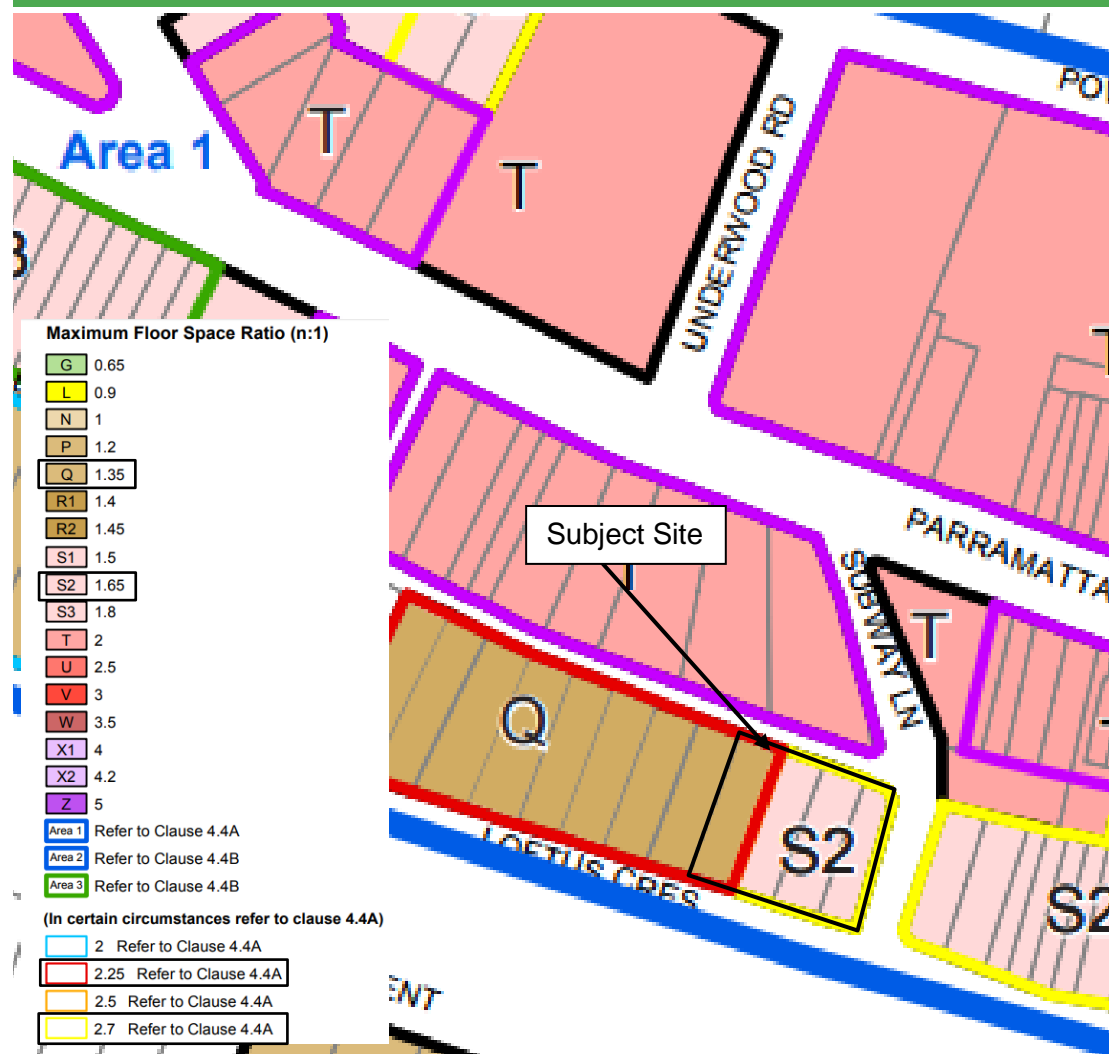 POW
Area 1
T
T
UNDERWOOD RD
Maximum Floor Space Ratio (n:1)
G 0.65
L 0.9
N 1
P 1.2
Q 1.35
R1 1.4
R2 1.45
S1 1.5
S2 1.65
S3 1.8
T 2
U 2.5
V 3
W 3.5
X1 4
X2 4.2
Z 5
Area 1 Refer to Clause 4.4A
Area 2 Refer to Clause 4.4B
Area 3 Refer to Clause 4.4B
(In certain circumstances refer to clause 4.4A)
2 Refer to Clause 4.4A
2.25 Refer to Clause 4.4A
2.5 Refer to Clause 4.4A
2.7 Refer to Clause 4.4A
Subject Site
PARRAMATTA
SUBWAY LN
T
Q
S2
LOFTUS CRES
S2
ENT